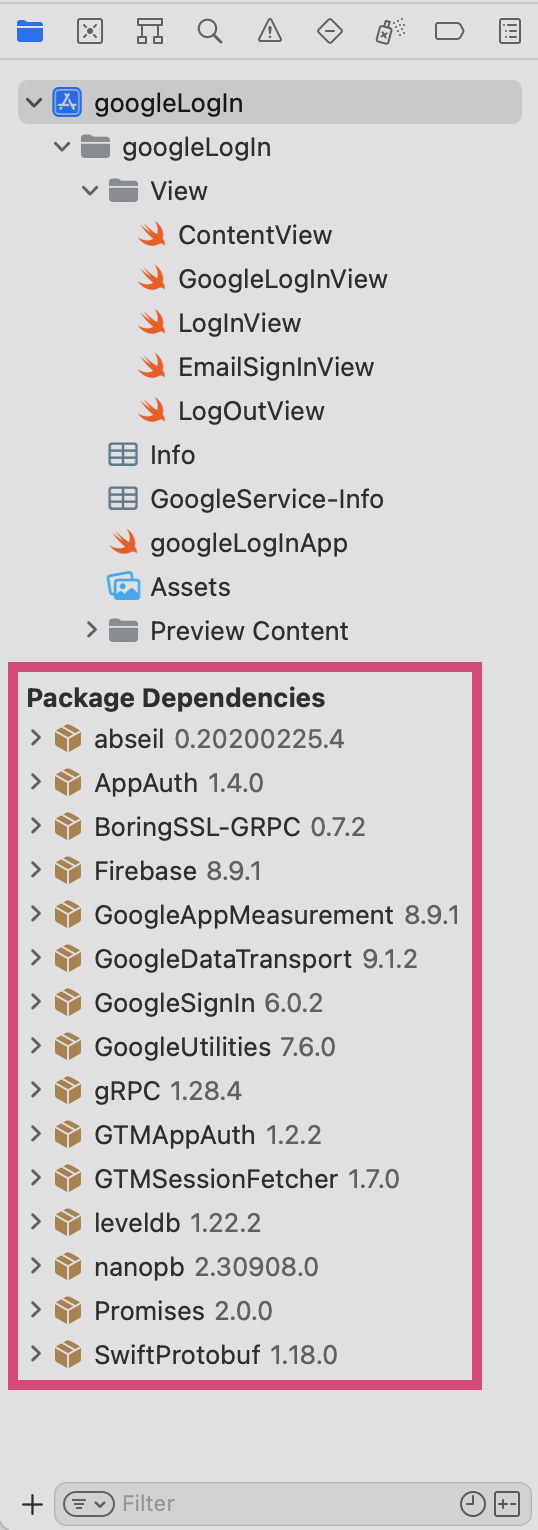 googleLogIn
googleLogIn
View
ContentView
GoogleLogInView
LogInView
EmailSignInView
LogOutView
Info
GoogleService-Info
googleLogInApp
Assets
Preview Content
Package Dependencies
abseil 0.20200225.4
AppAuth 1.4.0
BoringSSL-GRPC 0.7.2
Firebase 8.9.1
GoogleAppMeasurement 8.9.1
GoogleDataTransport 9.1.2
GoogleSignIn 6.0.2
GoogleUtilities 7.6.0
gRPC 1.28.4
GTMAppAuth 1.2.2
GTMSessionFetcher 1.7.0
leveldb 1.22.2
nanopb 2.30908.0
Promises 2.0.0
SwiftProtobuf 1.18.0
Filter